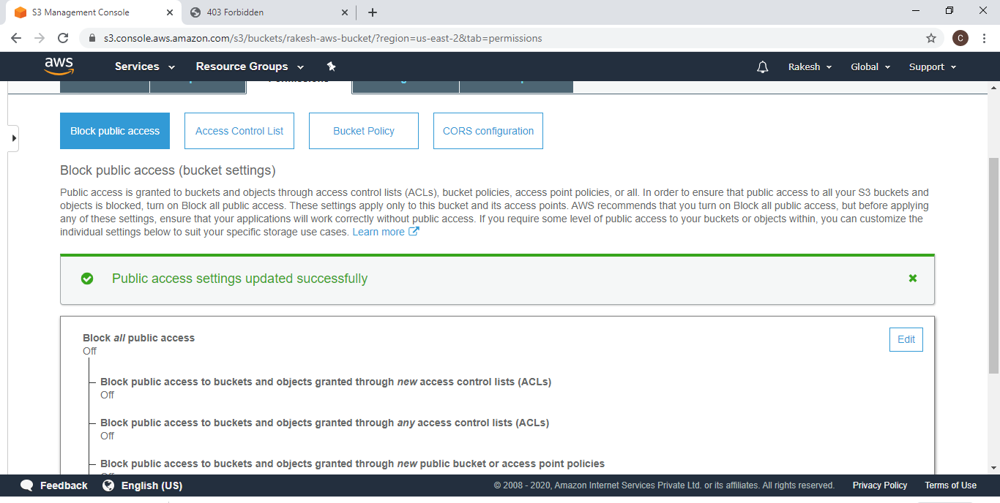 S3 Management Console
403 Forbidden
s3.console.aws.amazon.com/s3/buckets/rakesh-aws-bucket/?region=us-east-2&tab=permissions
C
aws
Services
Resource Groups
Rakesh
Global
Support
Block public access
Access Control List
Bucket Policy
CORS configuration
Block public access (bucket settings)
Public access is granted to buckets and objects through access control lists (ACLs), bucket policies, access point policies, or all. In order to ensure that public access to all your S3 buckets and
objects is blocked, turn on Block all public access. These settings apply only to this bucket and its access points. AWS recommends that you turn on Block all public access, but before applying
any of these settings, ensure that your applications will work correctly without public access. If you require some level of public access to your buckets or objects within, you can customize the
individual settings below to suit your specific storage use cases. Learn more
Public access settings updated successfully
Block all public access
Edit
Off
Block public access to buckets and objects granted through new access control lists (ACLs)
Off
Block public access to buckets and objects granted through any access control lists (ACLs)
Off
Block public access to buckets and objects granted through new public bucket or access point policies
Feedback
English (US)
© 2008 - 2020, Amazon Internet Services Private Ltd. or its affiliates. All rights reserved.
Privacy Policy
Terms of Use